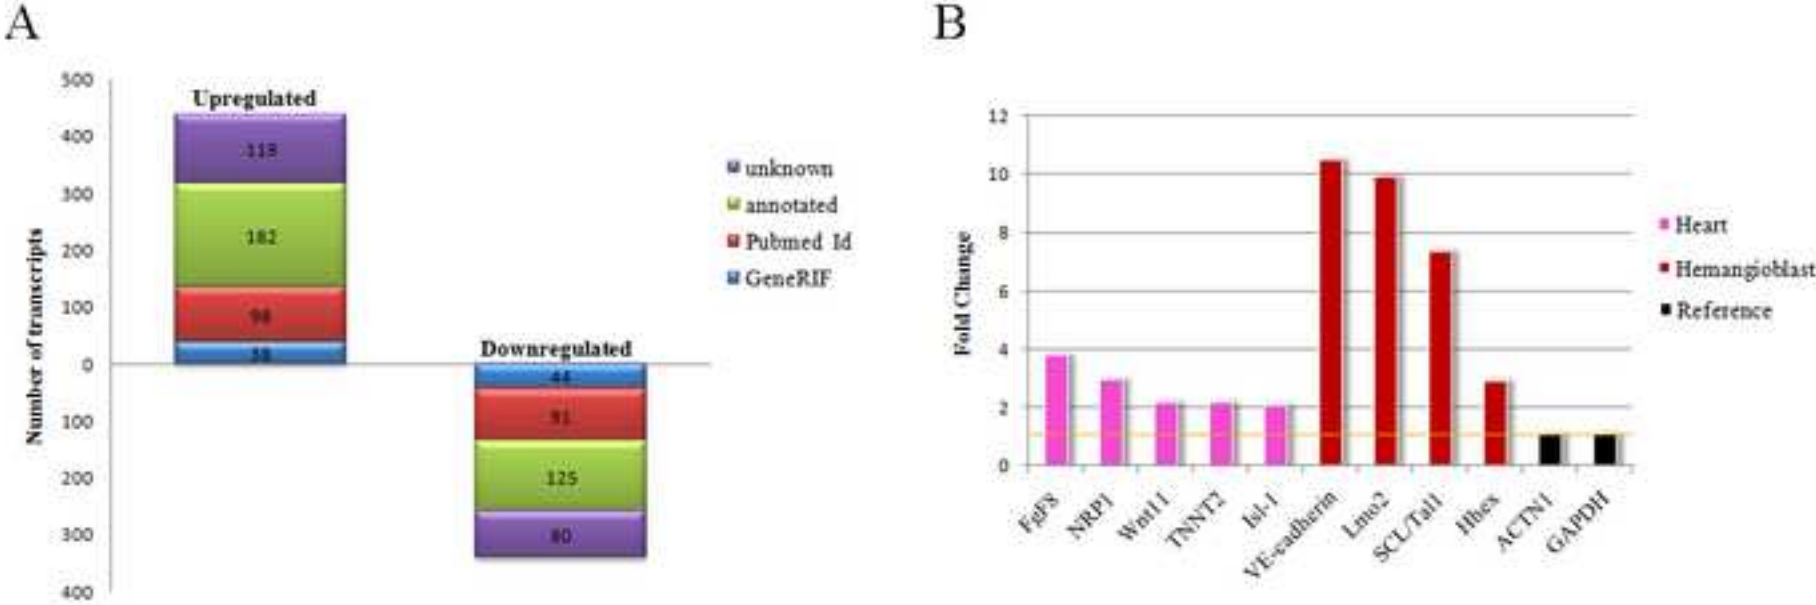 A
500
400
300
200
100
0
100
200
300
400
Number of transcripts
Upregulated
182
98
38
Downregulated
44
91
125
80
unknown
annotated
Pubmed Id
GeneRIF
B
12
10
8
6
4
2
0
Fold Change
FgF8
NRP1
Wnt11
TNNT2
Isl-1
VE-cadherin
Lmo2
SCL/Tal1
Hhex
ACTN1
GAPDH
Heart
Hemangioblast
Reference